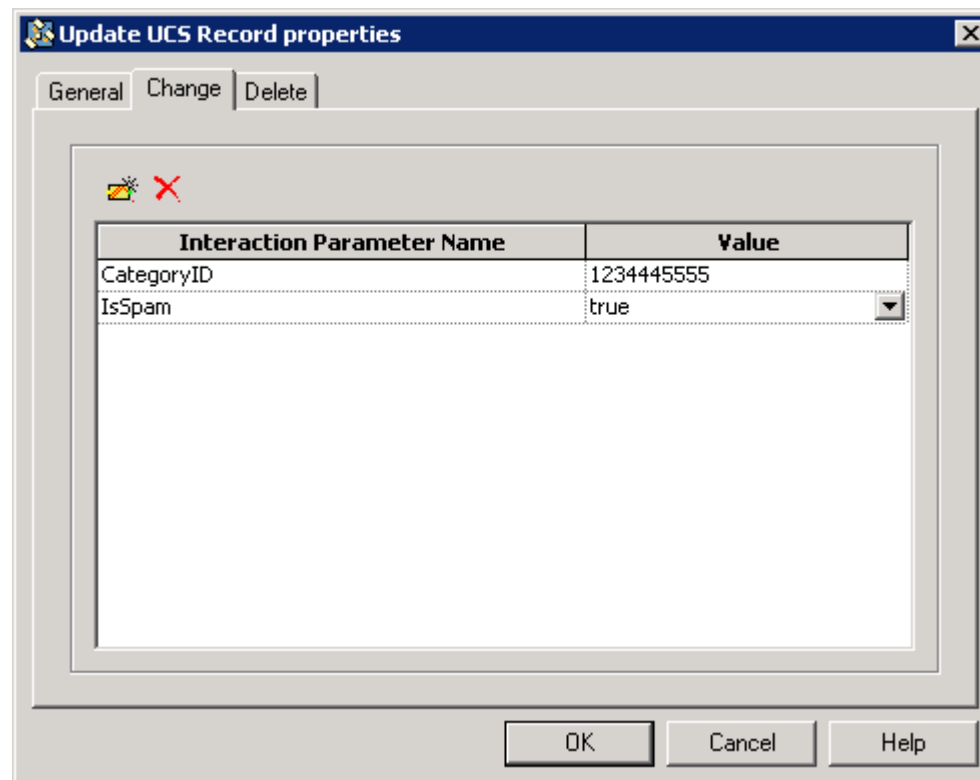 Update UCS Record properties
General Change Delete
Interaction Parameter Name Value
CategoryID 1234445555
IsSpam true
OK Cancel Help